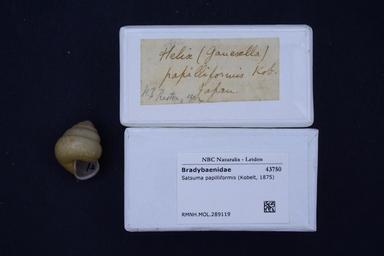 Helix (Ganesella)
papilliformis Kob.
Japan
NBC Naturalis - Leiden
Bradybaenidae 43750
Satsuma papilliformis (Kobelt, 1875)
RMNH.MOL.289119